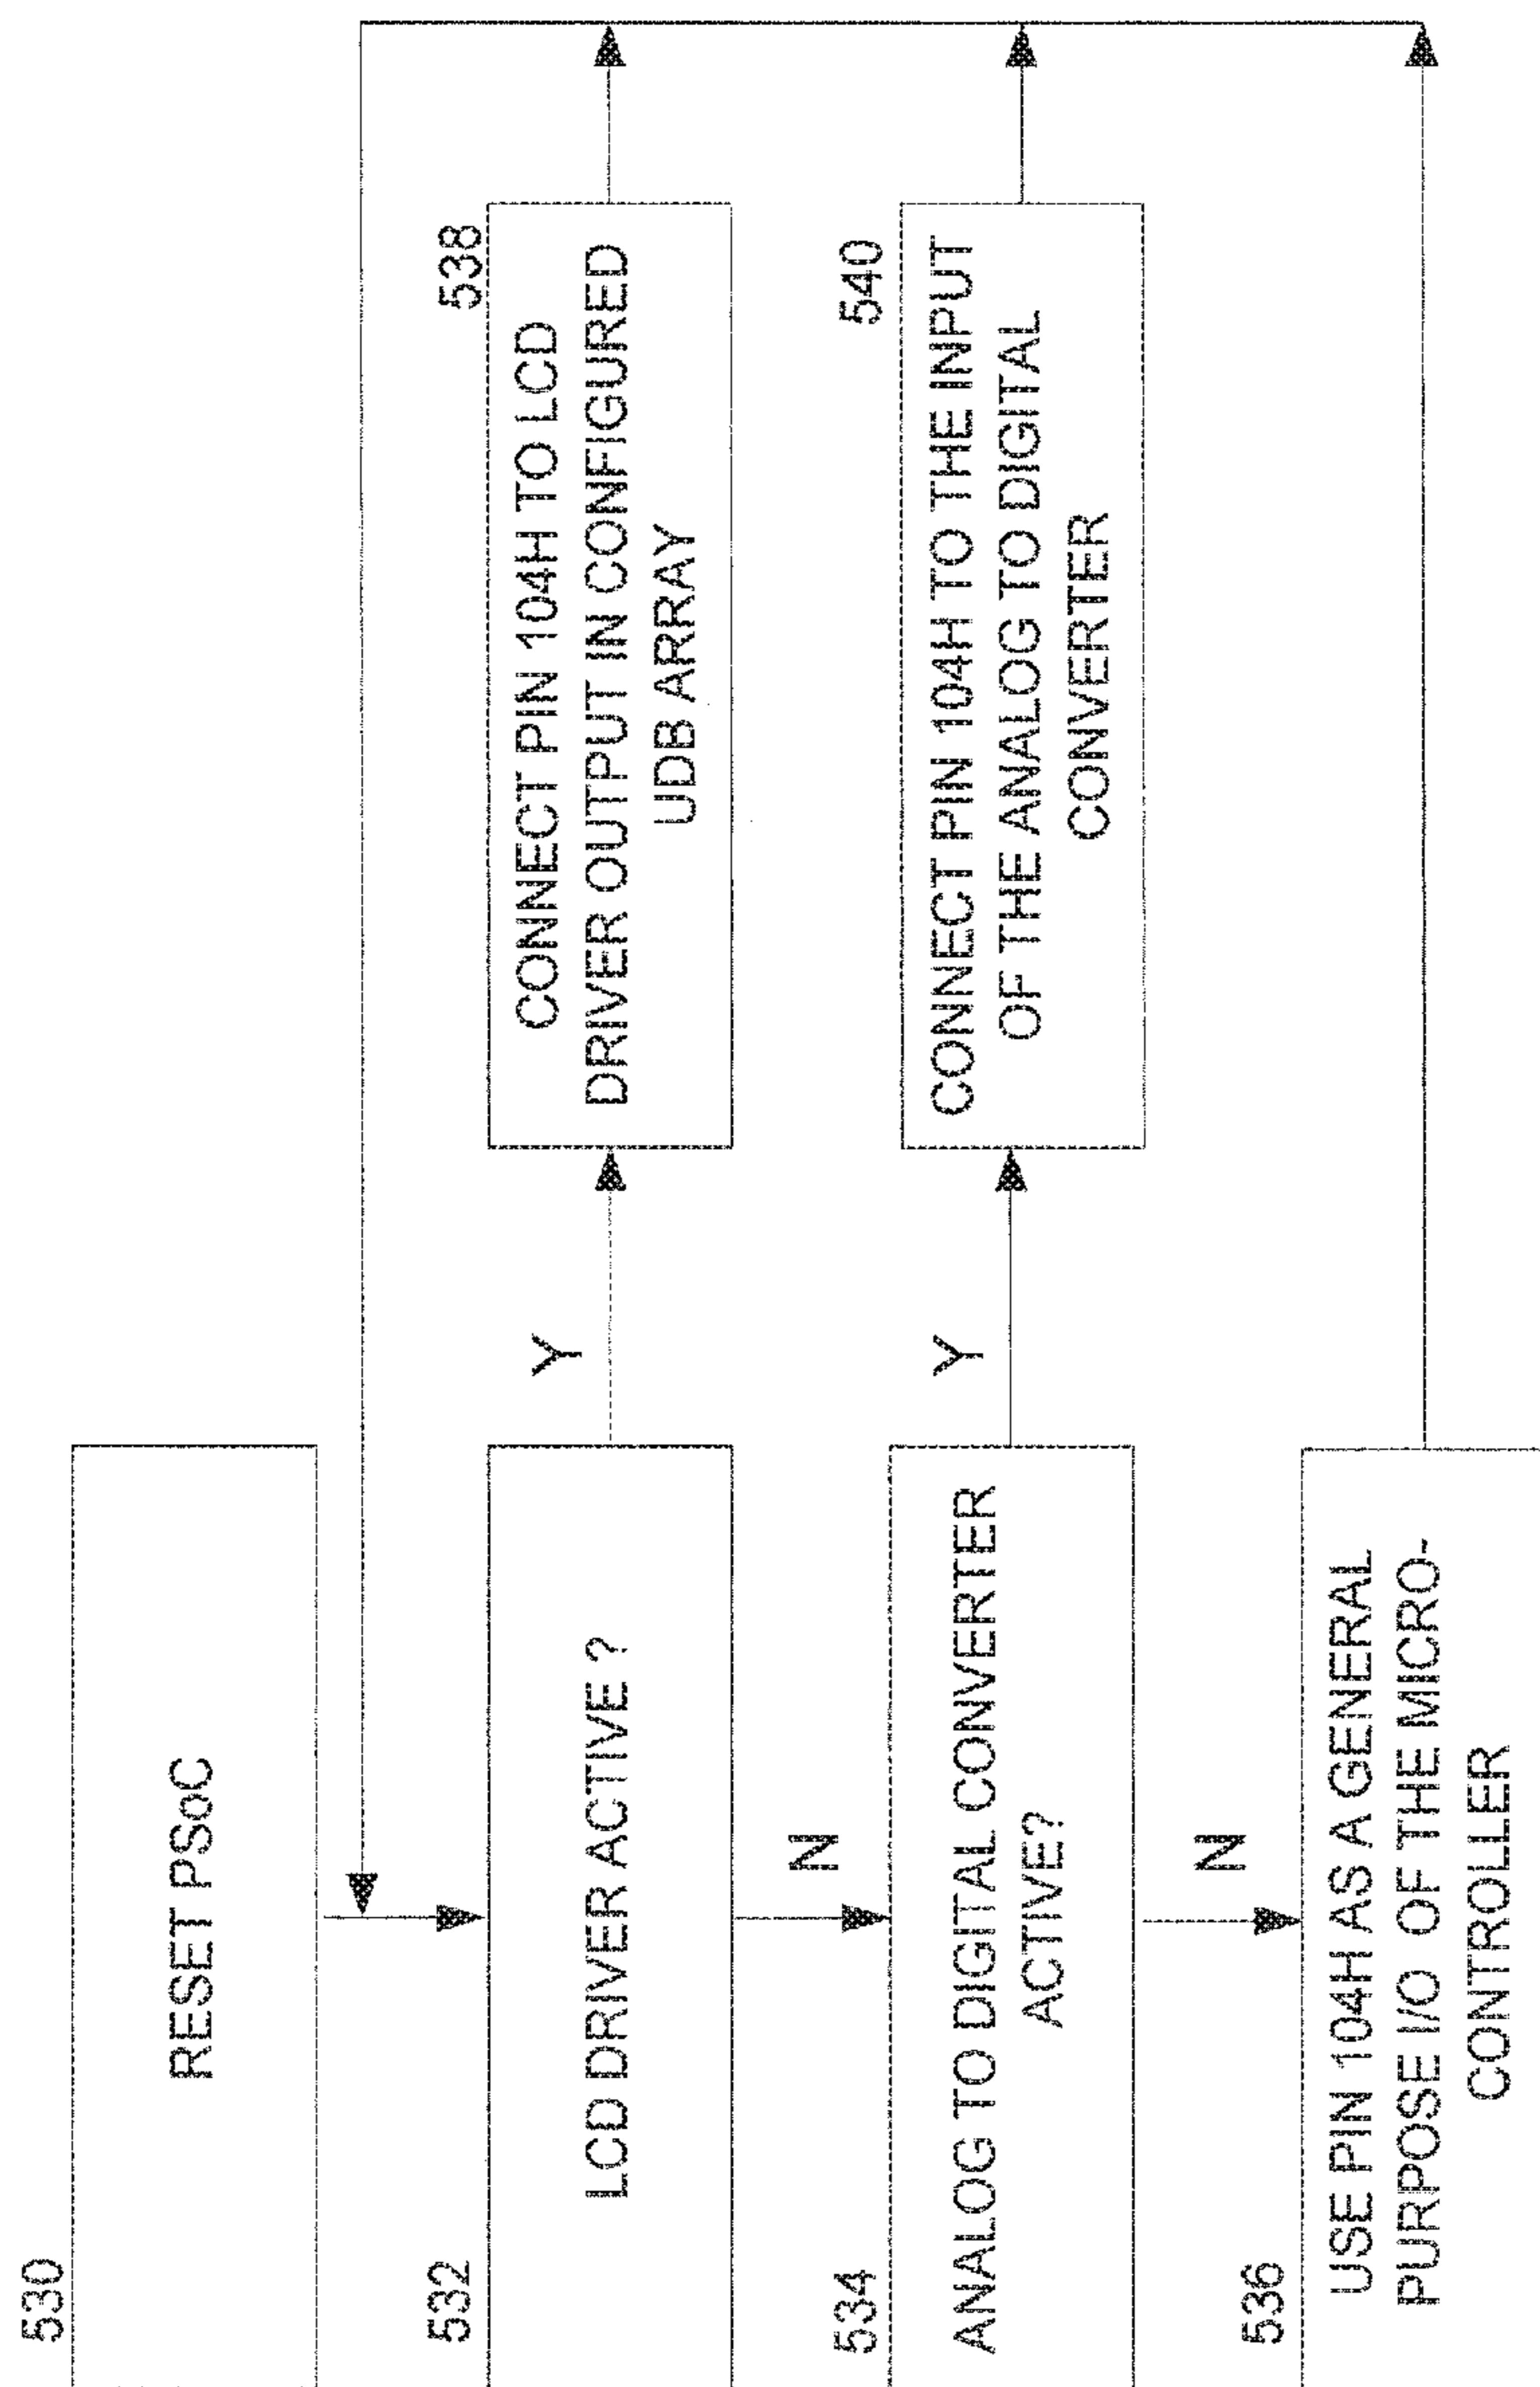 530
RESET PSoC
532
LCD DRIVER ACTIVE ?
Y
538
CONNECT PIN 104H TO LCD
DRIVER OUTPUT IN CONFIGURED
UDB ARRAY
N
534
ANALOG TO DIGITAL CONVERTER
ACTIVE?
Y
540
CONNECT PIN 104H TO THE INPUT
OF THE ANALOG TO DIGITAL
CONVERTER
N
536
USE PIN 104H AS A GENERAL
PURPOSE I/O OF THE MICRO-
CONTROLLER